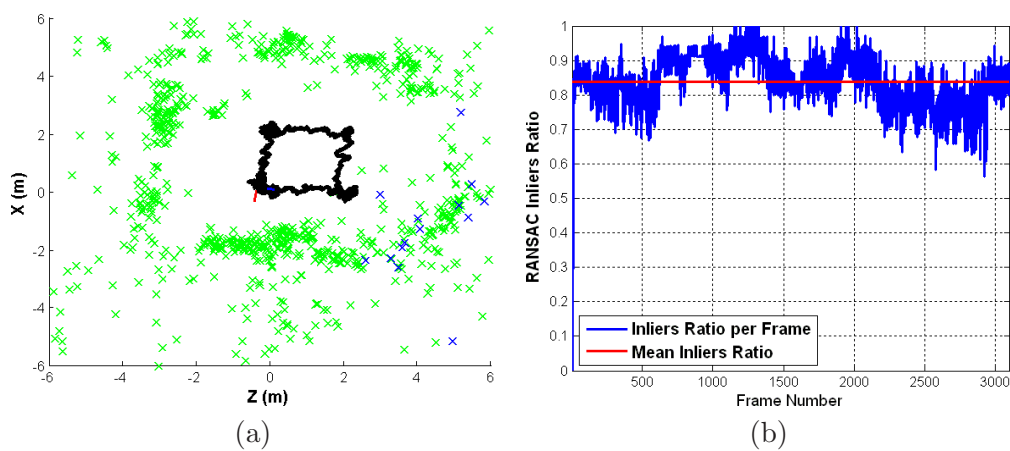 6
4
2
0
-2
-4
-6
X (m)
-6 -4 -2 0 2 4 6
Z (m)
(a)
1
0.9
0.8
0.7
0.6
0.5
0.4
0.3
0.2
0.1
0
RANSAC Inliers Ratio
Inliers Ratio per Frame
Mean Inliers Ratio
500 1000 1500 2000 2500 3000
Frame Number
(b)